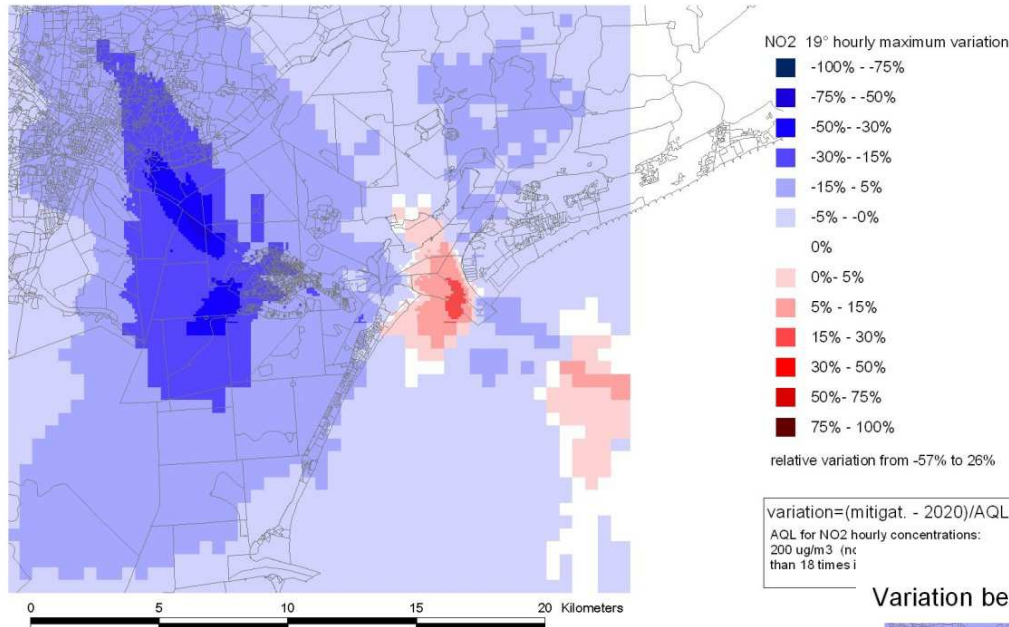 NO2 19° hourly maximum variation
-100% - -75%
-75% - -50%
-50%- -30%
-30% - -15%
-15% - 5%
-5% - -0%
0%
0%- 5%
5% - 15%
15% - 30%
30% - 50%
50%- 75%
75% - 100%
relative variation from -57% to 26%
variation=(mitigat. - 2020)/AQL
AQL for NO2 hourly concentrations:
200 ug/m3 (
than 18 times
Variation be
0 5 10 15 20 Kilometers